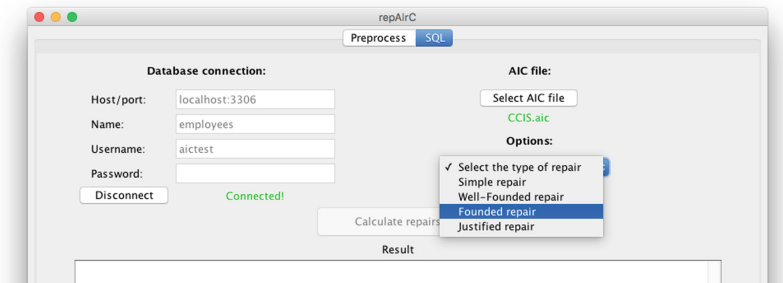 repAIrC
Preprocess SQL
Database connection:
Host/port: localhost:3306
Name: employees
Username: aictest
Password:
Disconnect Connected!
AIC file:
Select AIC file
CCIS.aic
Options:
✓ Select the type of repair
Simple repair
Well-Founded repair
Founded repair
Justified repair
Calculate repairs
Result